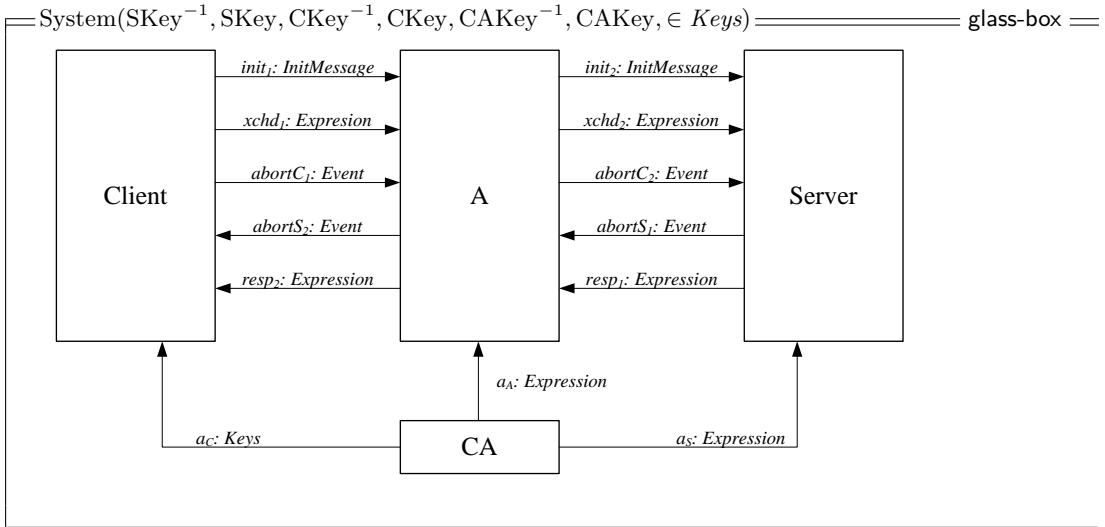 System(SKey⁻¹, SKey, CKey⁻¹, CKey, CAKey⁻¹, CAKey, ∈ Keys) glass-box
init₁: InitMessage
init₂: InitMessage
xchd₁: Expresion
xchd₂: Expression
abortC₁: Event
abortC₂: Event
Client
A
Server
abortS₂: Event
abortS₁: Event
resp₂: Expression
resp₁: Expression
a_A: Expression
a_C: Keys
CA
a_S: Expression